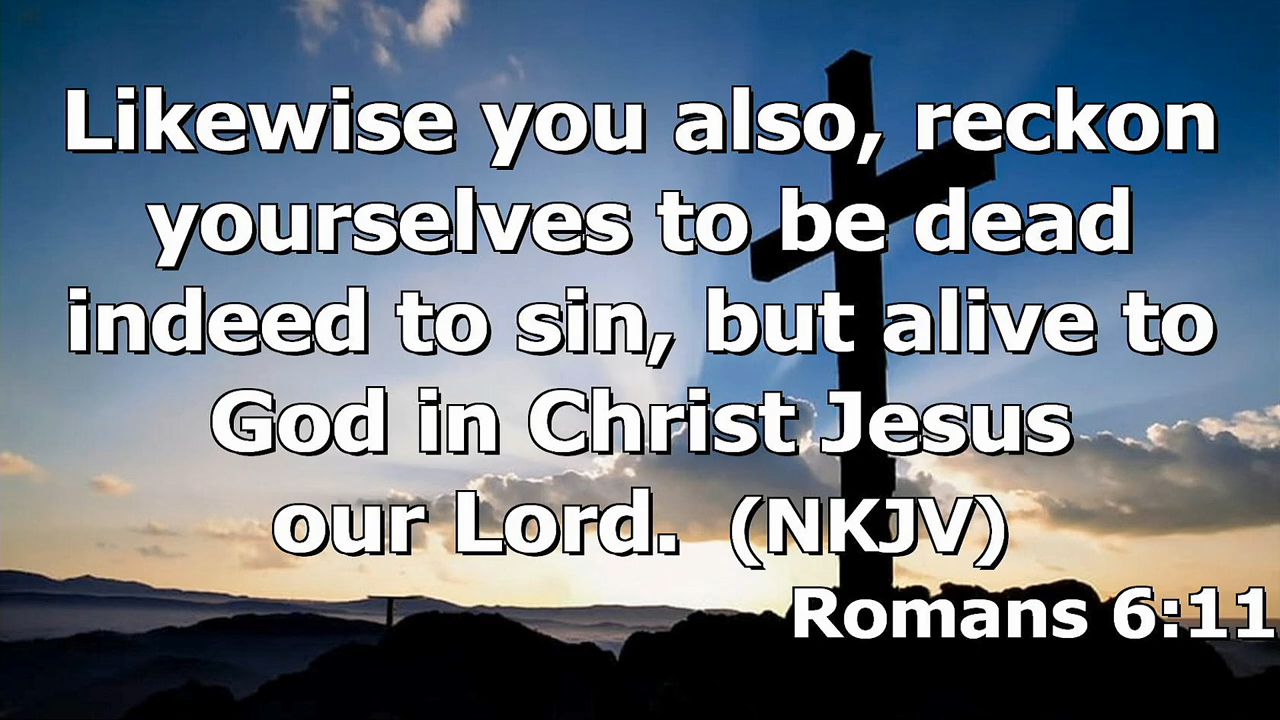 Likewise you also, reckon
yourselves to be dead
indeed to sin, but alive to
God in Christ Jesus
our Lord. (NKJV)
Romans 6:11